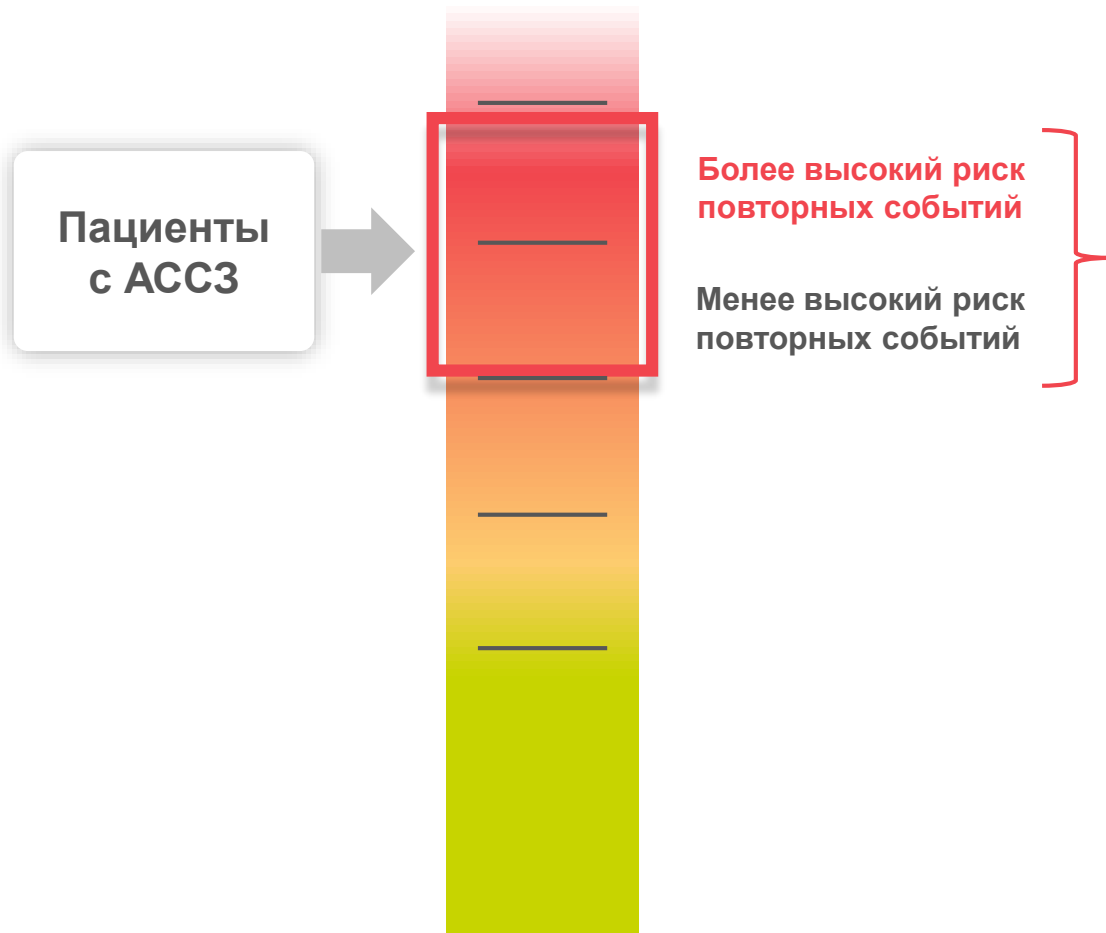 Пациенты
с АССЗ
Более высокий риск
повторных событий
Менее высокий риск
повторных событий